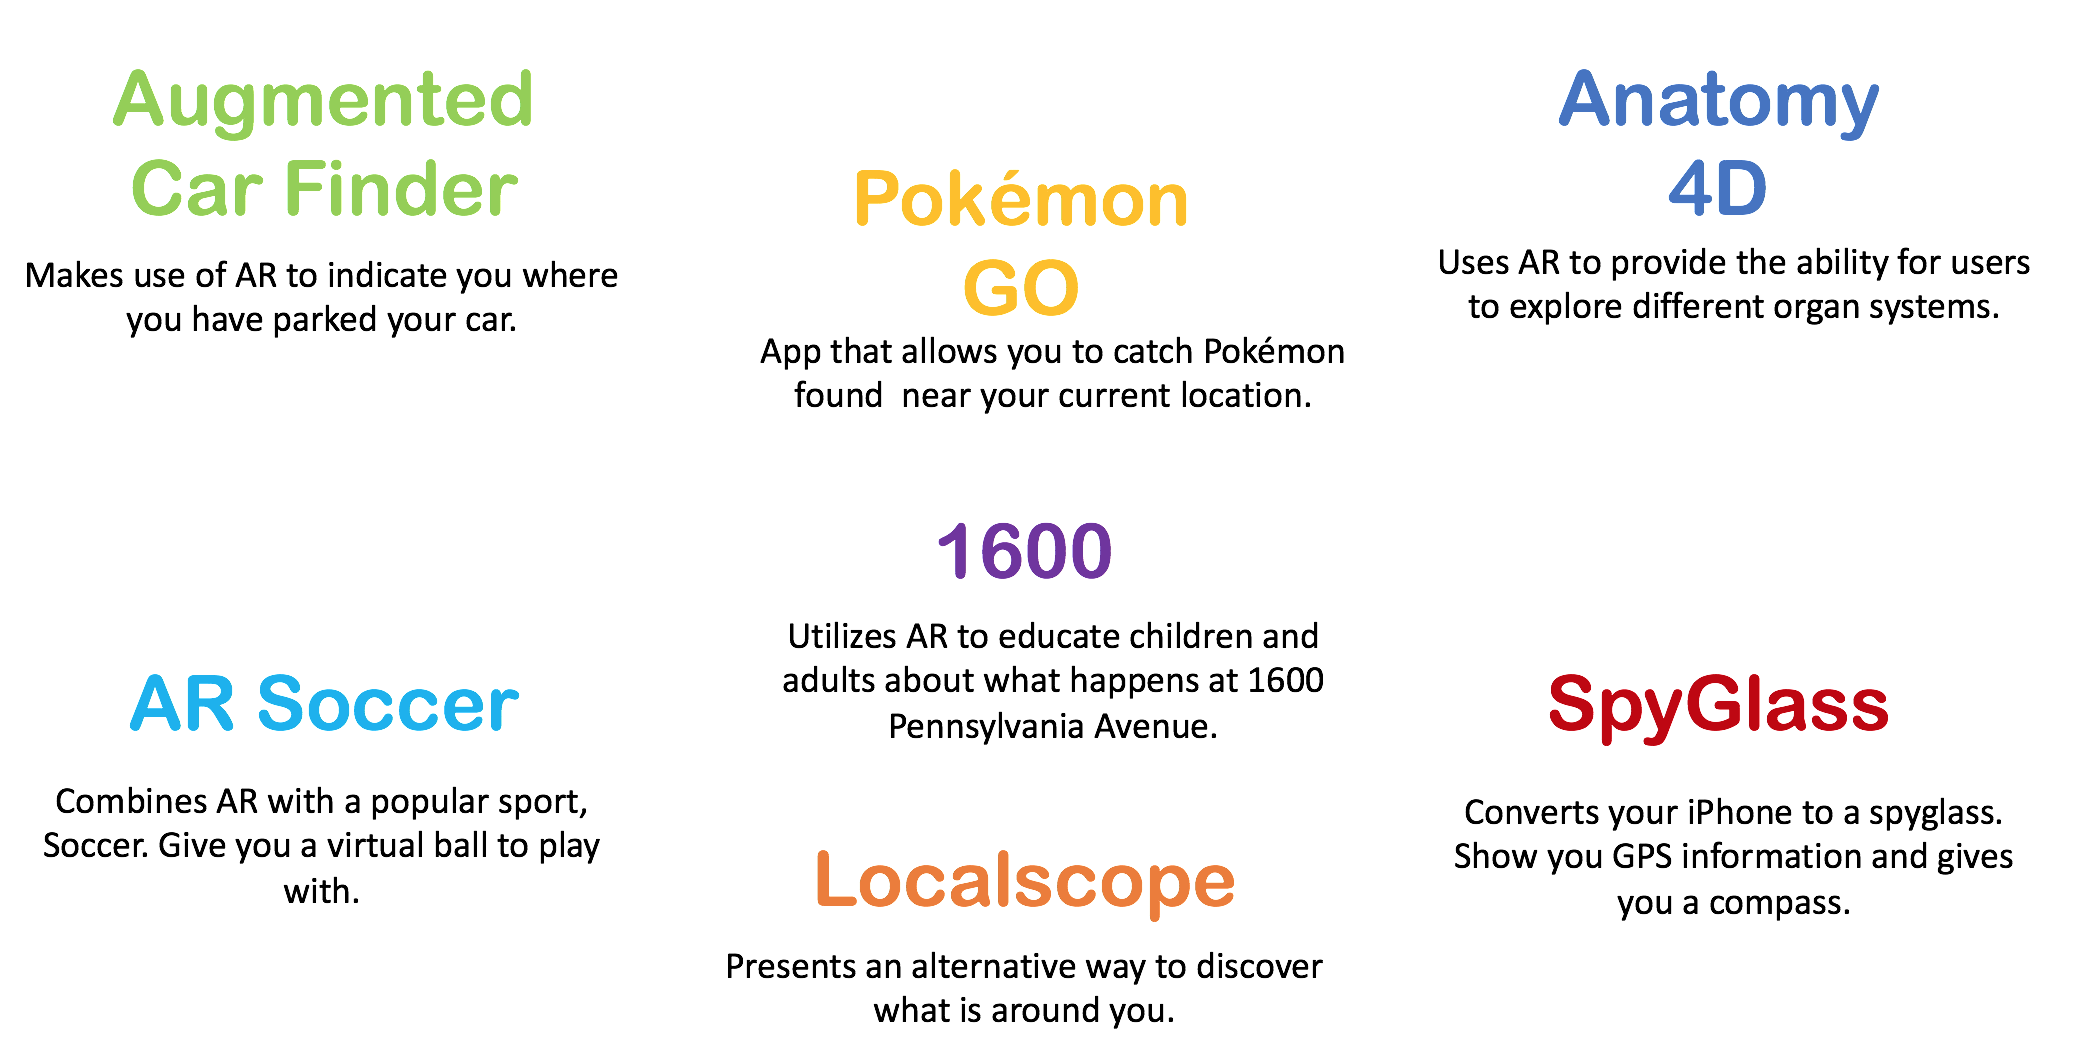 Augmented
Car Finder
Makes use of AR to indicate you where
you have parked your car.
Pokémon
GO
App that allows you to catch Pokémon
found  near your current location.
Anatomy
4D
Uses AR to provide the ability for users
to explore different organ systems.
1600
Utilizes AR to educate children and
adults about what happens at 1600
Pennsylvania Avenue.
AR Soccer
Combines AR with a popular sport,
Soccer. Give you a virtual ball to play
with.
Localscope
Presents an alternative way to discover
what is around you.
SpyGlass
Converts your iPhone to a spyglass.
Show you GPS information and gives
you a compass.